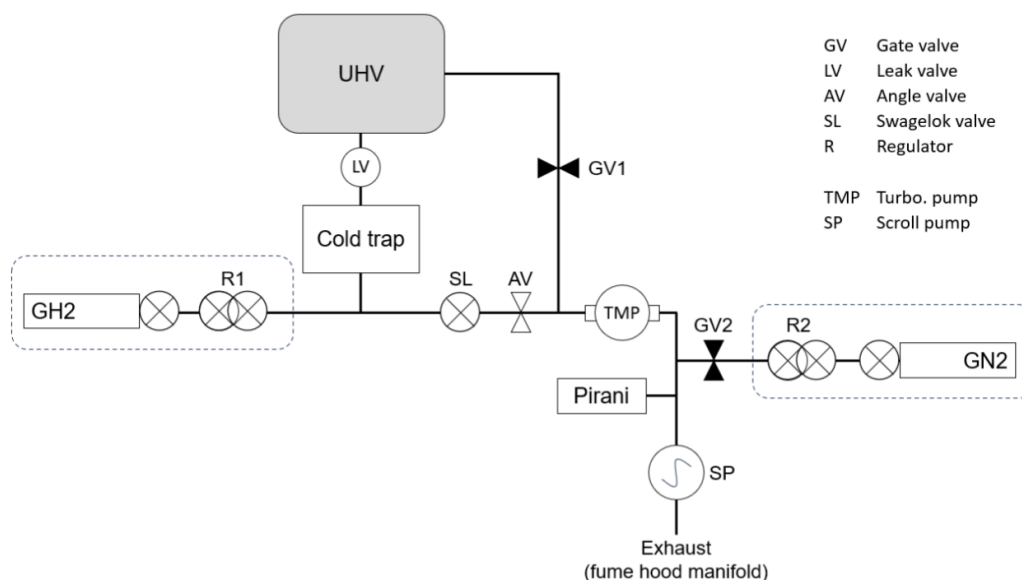 UHV
GV Gate valve
LV Leak valve
AV Angle valve
SL Swagelok valve
R Regulator
TMP Turbo. pump
SP Scroll pump
LV
GV1
Cold trap
R1
SL
AV
GH2
TMP
GV2
R2
GN2
Pirani
SP
Exhaust
(fume hood manifold)